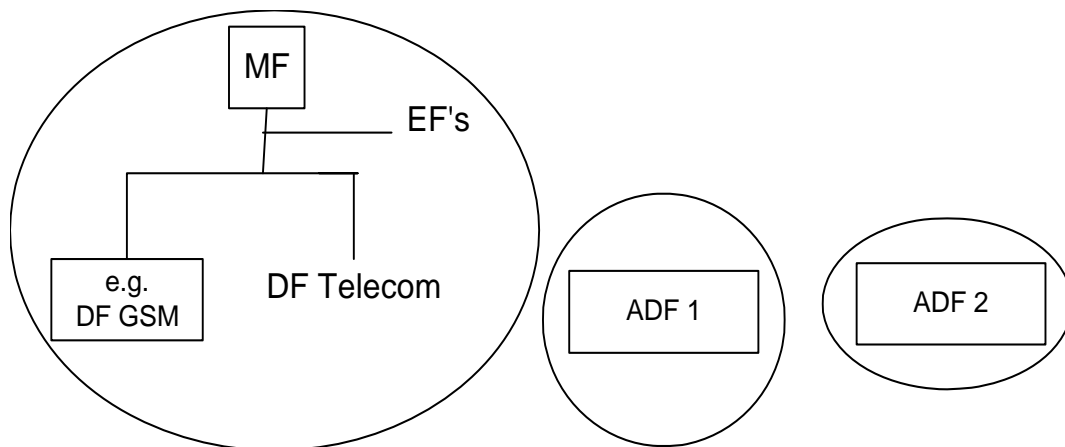 MF
EF's
e.g.
DF GSM
DF Telecom
ADF 1
ADF 2